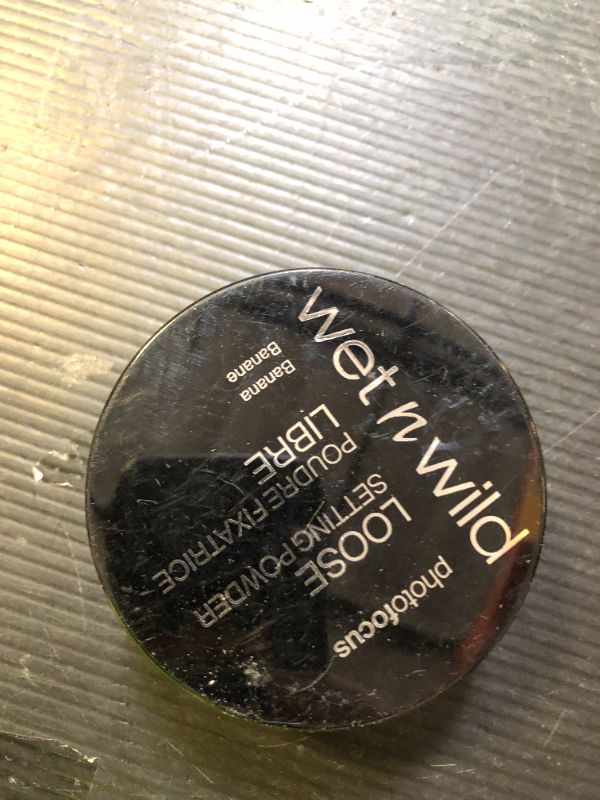 wet n wild
photofocus
LOOSE
SETTING POWDER
LIBRE
POUDRE FIXATRICE
Banana
Banane